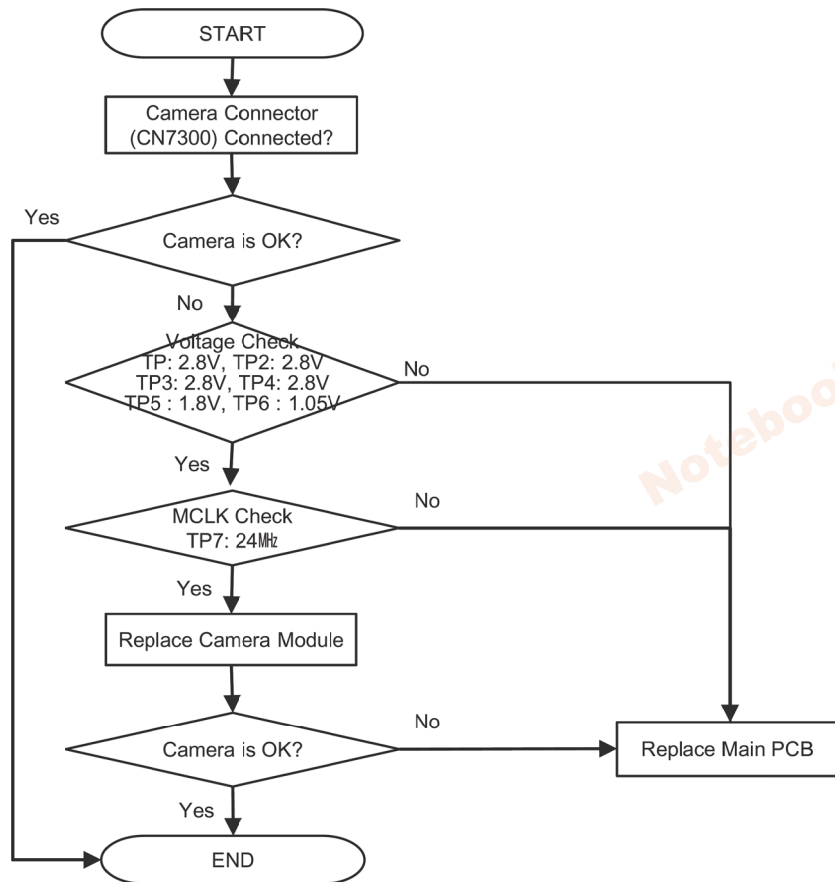 START
Camera Connector
(CN7300) Connected?
Yes
Camera is OK?
No
Voltage Check
TP: 2.8V, TP2: 2.8V
TP3: 2.8V, TP4: 2.8V
TP5 : 1.8V, TP6 : 1.05V
No
Yes
MCLK Check
TP7: 24㎒
No
Yes
Replace Camera Module
Camera is OK?
No
Replace Main PCB
Yes
END